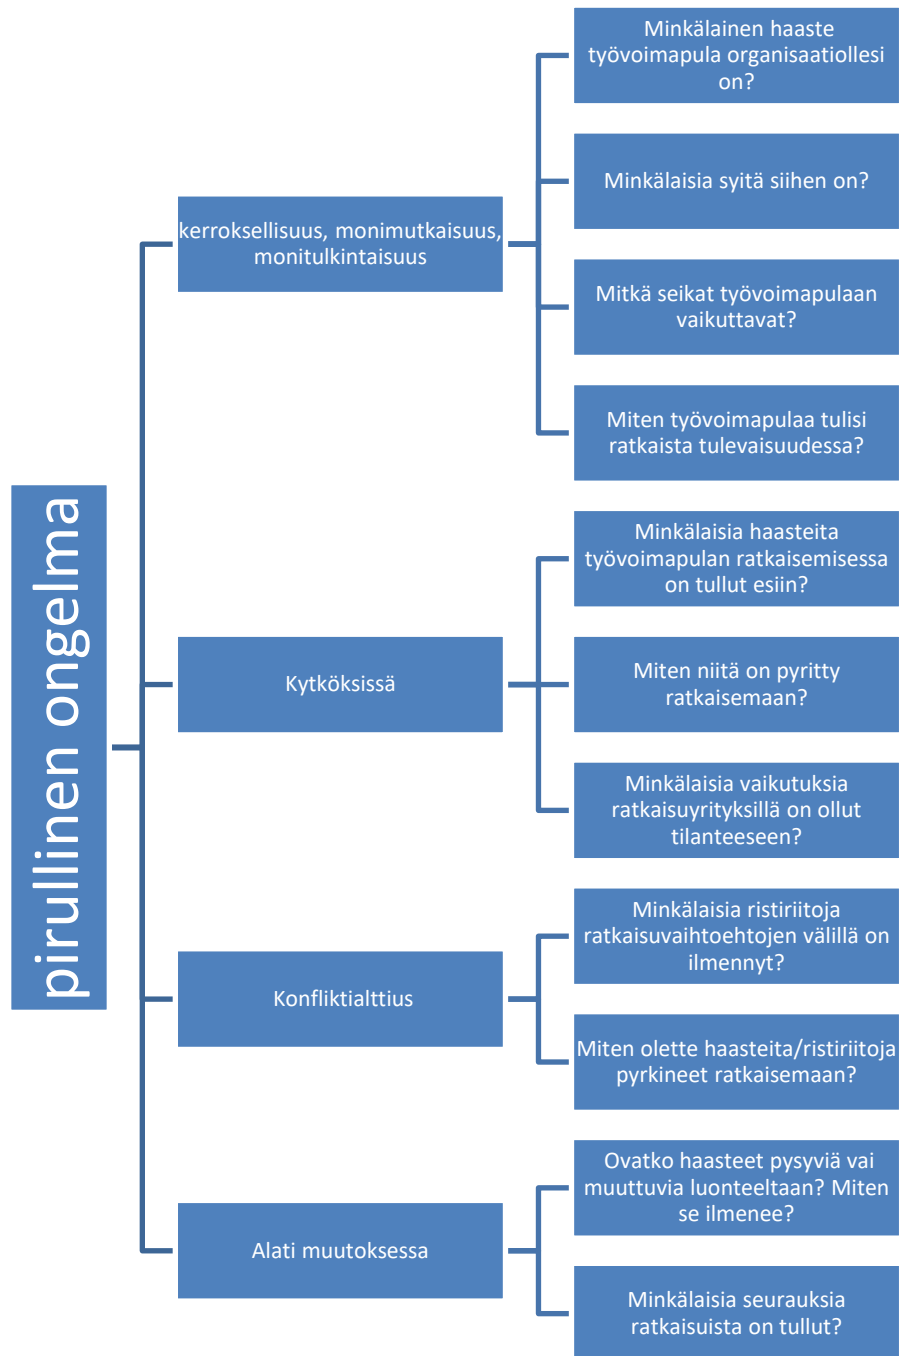 pirullinen ongelma
kerroksellisuus, monimutkaisuus,
monitulkintaisuus
Minkälainen haaste
työvoimapula organisaatiollesi
on?
Minkälaisia syitä siihen on?
Mitkä seikat työvoimapulaan
vaikuttavat?
Miten työvoimapulaa tulisi
ratkaista tulevaisuudessa?
Kytköksissä
Minkälaisia haasteita
työvoimapulan ratkaisemisessa
on tullut esiin?
Miten niitä on pyritty
ratkaisemaan?
Minkälaisia vaikutuksia
ratkaisuyrityksillä on ollut
tilanteeseen?
Konfliktialttius
Minkälaisia ristiriitoja
ratkaisuvaihtoehtojen välillä on
ilmennyt?
Miten olette haasteita/ristiriitoja
pyrkineet ratkaisemaan?
Alati muutoksessa
Ovatko haasteet pysyviä vai
muuttuvia luonteeltaan? Miten
se ilmenee?
Minkälaisia seurauksia
ratkaisuista on tullut?